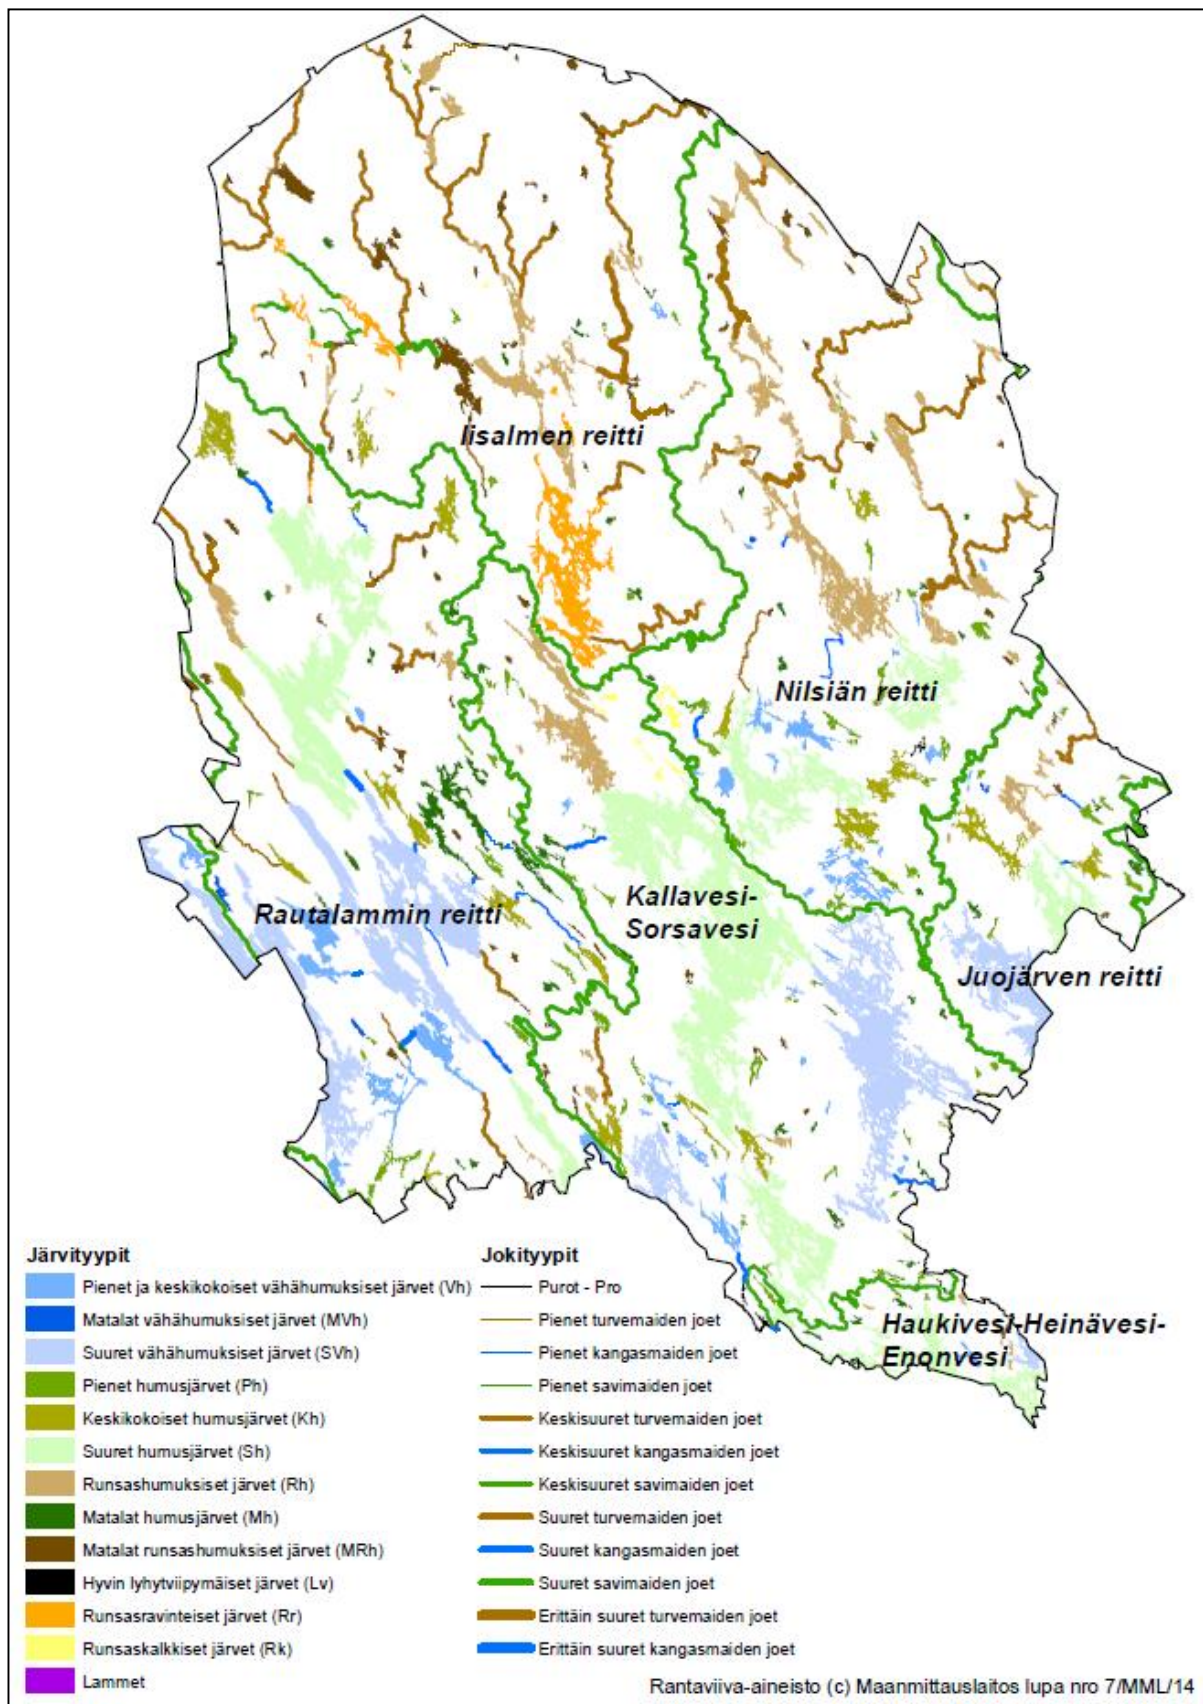 Iisalmen reitti
Nilsiän reitti
Kallavesi-
Sorsavesi
Rautalammin reitti
Juojärven reitti
Haukivesi-Heinävesi-
Enonvesi
Järvityypit
Pienet ja keskikokoiset vähähumuksiset järvet (Vh)
Matalat vähähumuksiset järvet (MVh)
Suuret vähähumuksiset järvet (SVh)
Pienet humusjärvet (Ph)
Keskikokoiset humusjärvet (Kh)
Suuret humusjärvet (Sh)
Runsashumuksiset järvet (Rh)
Matalat humusjärvet (Mh)
Matalat runsashumuksiset järvet (MRh)
Hyvin lyhytviipymäiset järvet (Lv)
Runsasravinteiset järvet (Rr)
Runsaskalkkiset järvet (Rk)
Lammet
Jokityypit
Purot - Pro
Pienet turvemaiden joet
Pienet kangasmaiden joet
Pienet savimaiden joet
Keskisuuret turvemaiden joet
Keskisuuret kangasmaiden joet
Keskisuuret savimaiden joet
Suuret turvemaiden joet
Suuret kangasmaiden joet
Suuret savimaiden joet
Erittäin suuret turvemaiden joet
Erittäin suuret kangasmaiden joet
Rantaviiva-aineisto (c) Maanmittauslaitos lupa nro 7/MML/14